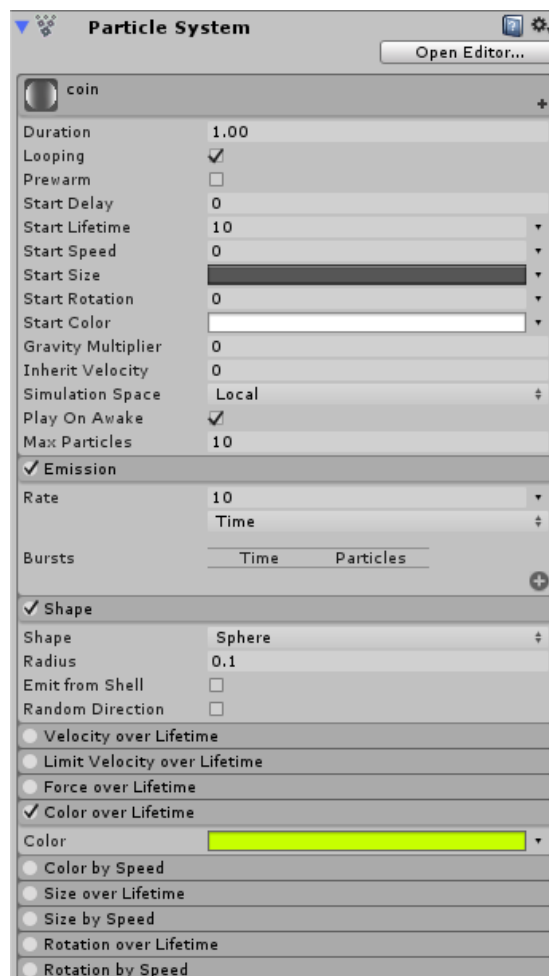 Particle System
Open Editor...
coin
Duration 1.00
Looping
Prewarm
Start Delay 0
Start Lifetime 10
Start Speed 0
Start Size
Start Rotation 0
Start Color
Gravity Multiplier 0
Inherit Velocity 0
Simulation Space Local
Play On Awake
Max Particles 10
Emission
Rate 10
Time
Bursts Time Particles
Shape
Shape Sphere
Radius 0.1
Emit from Shell
Random Direction
Velocity over Lifetime
Limit Velocity over Lifetime
Force over Lifetime
Color over Lifetime
Color
Color by Speed
Size over Lifetime
Size by Speed
Rotation over Lifetime
Rotation by Speed